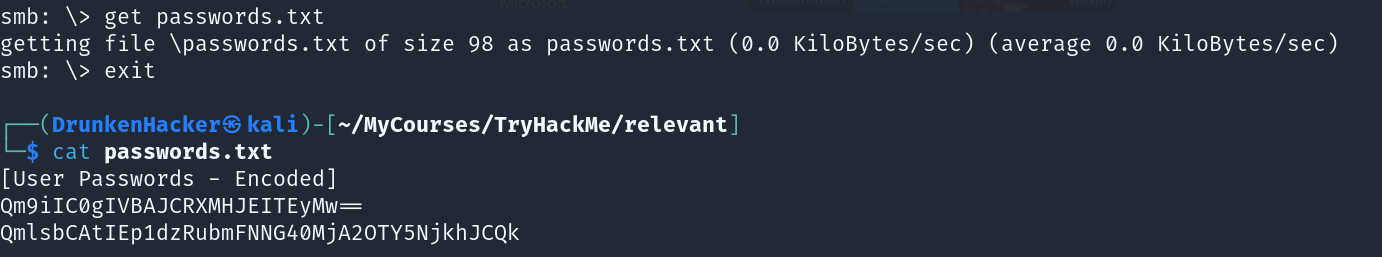 Microsoft
smb: \> get passwords.txt
getting file \passwords.txt of size 98 as passwords.txt (0.0 KiloBytes/sec) (average 0.0 KiloBytes/sec)
smb: \> exit
┌──(DrunkenHacker㉿kali)-[~/MyCourses/TryHackMe/relevant]
└─$ cat passwords.txt
[User Passwords - Encoded]
Qm9iIC0gIVBAJCRXMHJEITEyMw==
QmlsbCAtIEp1dzRubmFNNG40MjA2OTY5NjkhJCQk